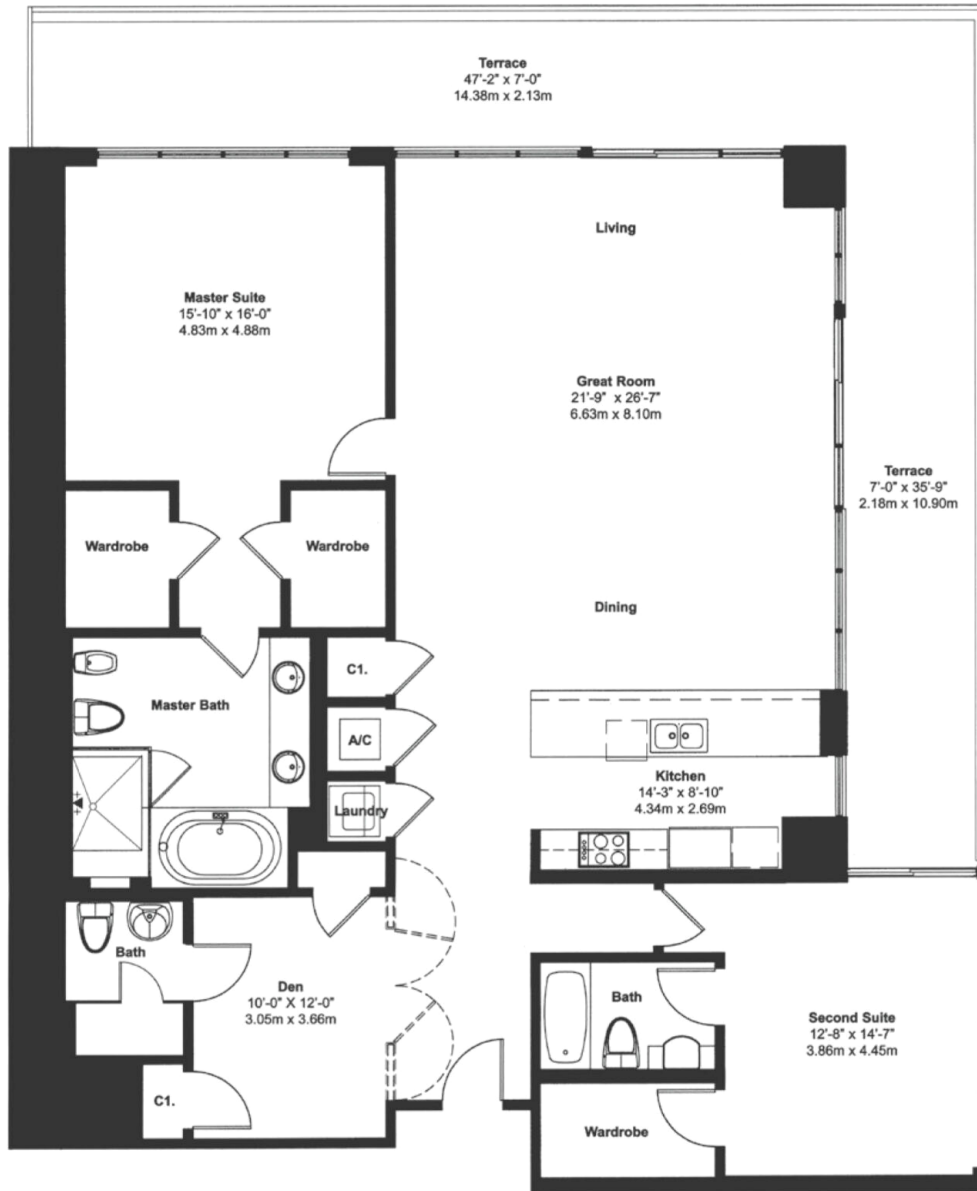 Terrace
47'-2" x 7'-0"
14.38m x 2.13m
Living
Master Suite
15'-10" x 16'-0"
4.83m x 4.88m
Great Room
21'-9" x 26'-7"
6.63m x 8.10m
Terrace
7'-0" x 35'-9"
2.18m x 10.90m
Wardrobe
Wardrobe
Dining
C1.
Master Bath
A/C
Kitchen
14'-3" x 8'-10"
4.34m x 2.69m
Laundry
Bath
Den
10'-0" X 12'-0"
3.05m x 3.66m
Bath
Second Suite
12'-8" x 14'-7"
3.86m x 4.45m
C1.
Wardrobe